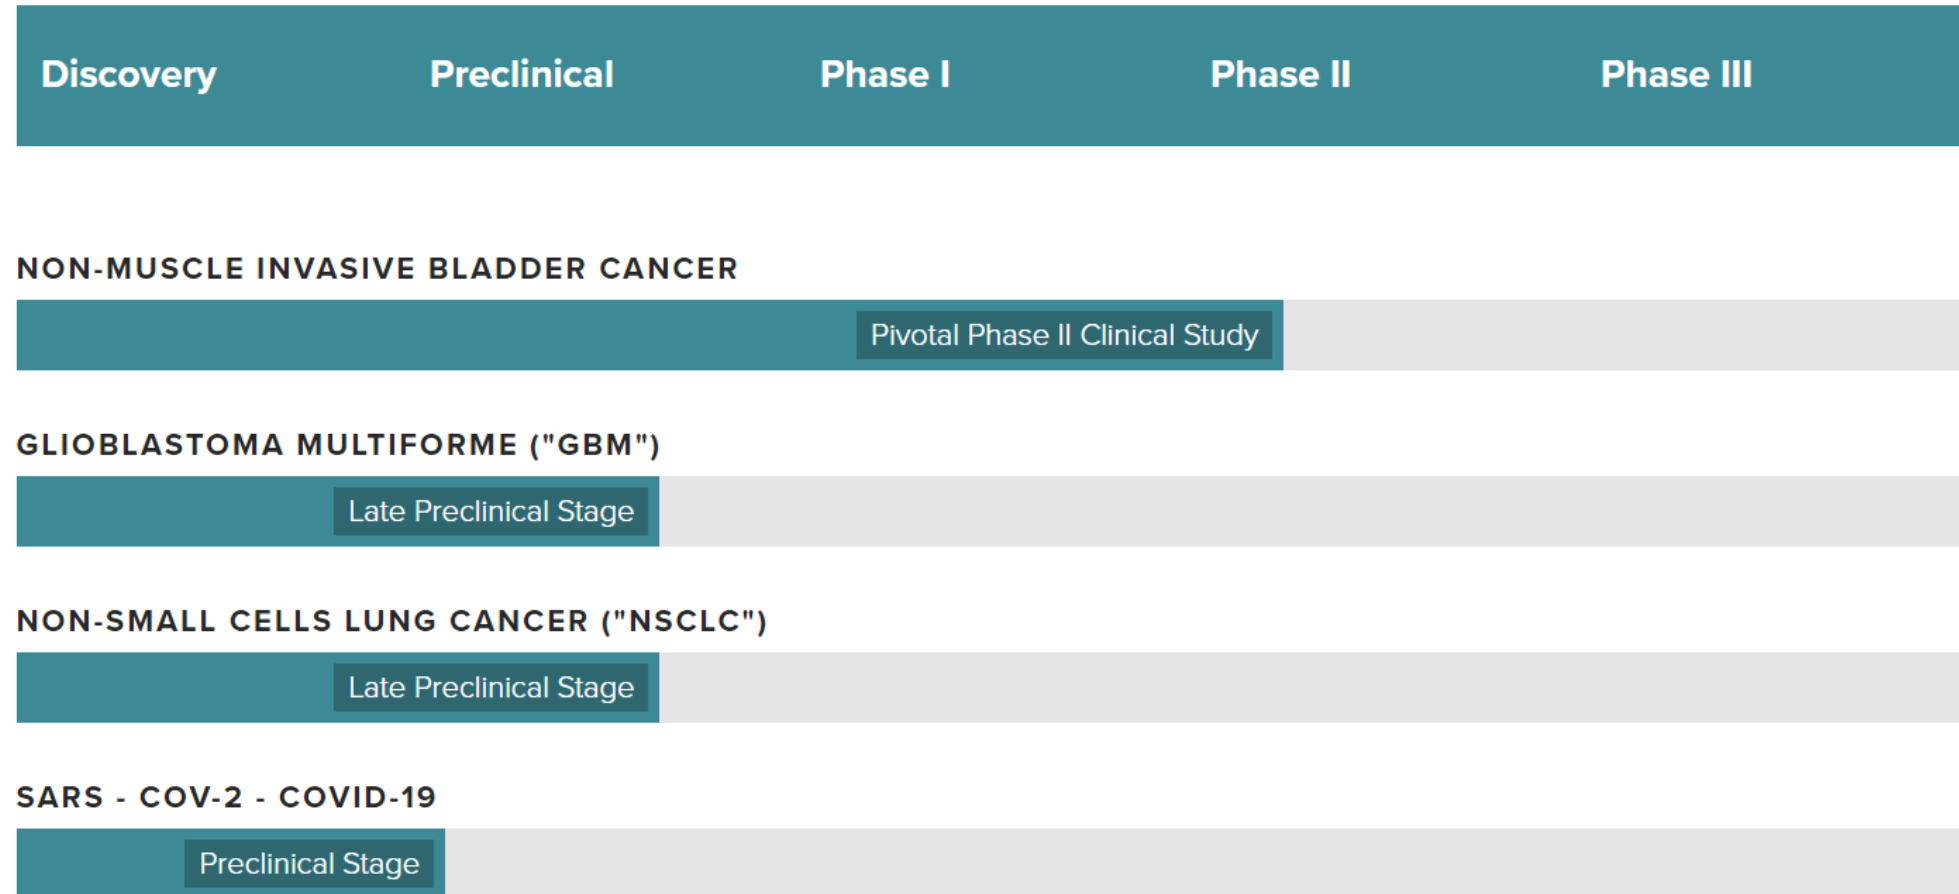 Discovery Preclinical Phase I Phase II Phase III
NON-MUSCLE INVASIVE BLADDER CANCER
Pivotal Phase II Clinical Study
GLIOBLASTOMA MULTIFORME ("GBM")
Late Preclinical Stage
NON-SMALL CELLS LUNG CANCER ("NSCLC")
Late Preclinical Stage
SARS - COV-2 - COVID-19
Preclinical Stage